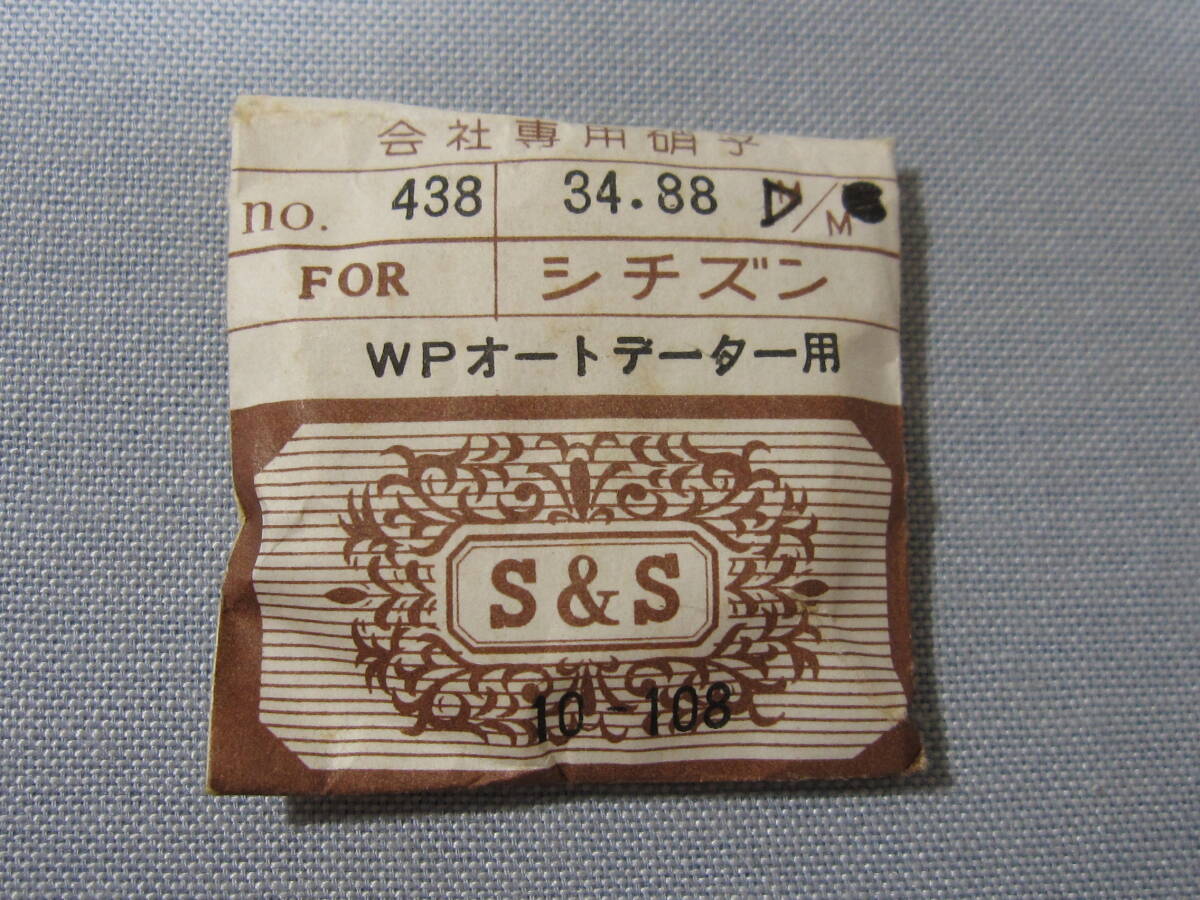 会社専用硝子
no. 438 34.88 /M
FOR シチズン
WPオートデーター用
S&S
10-108